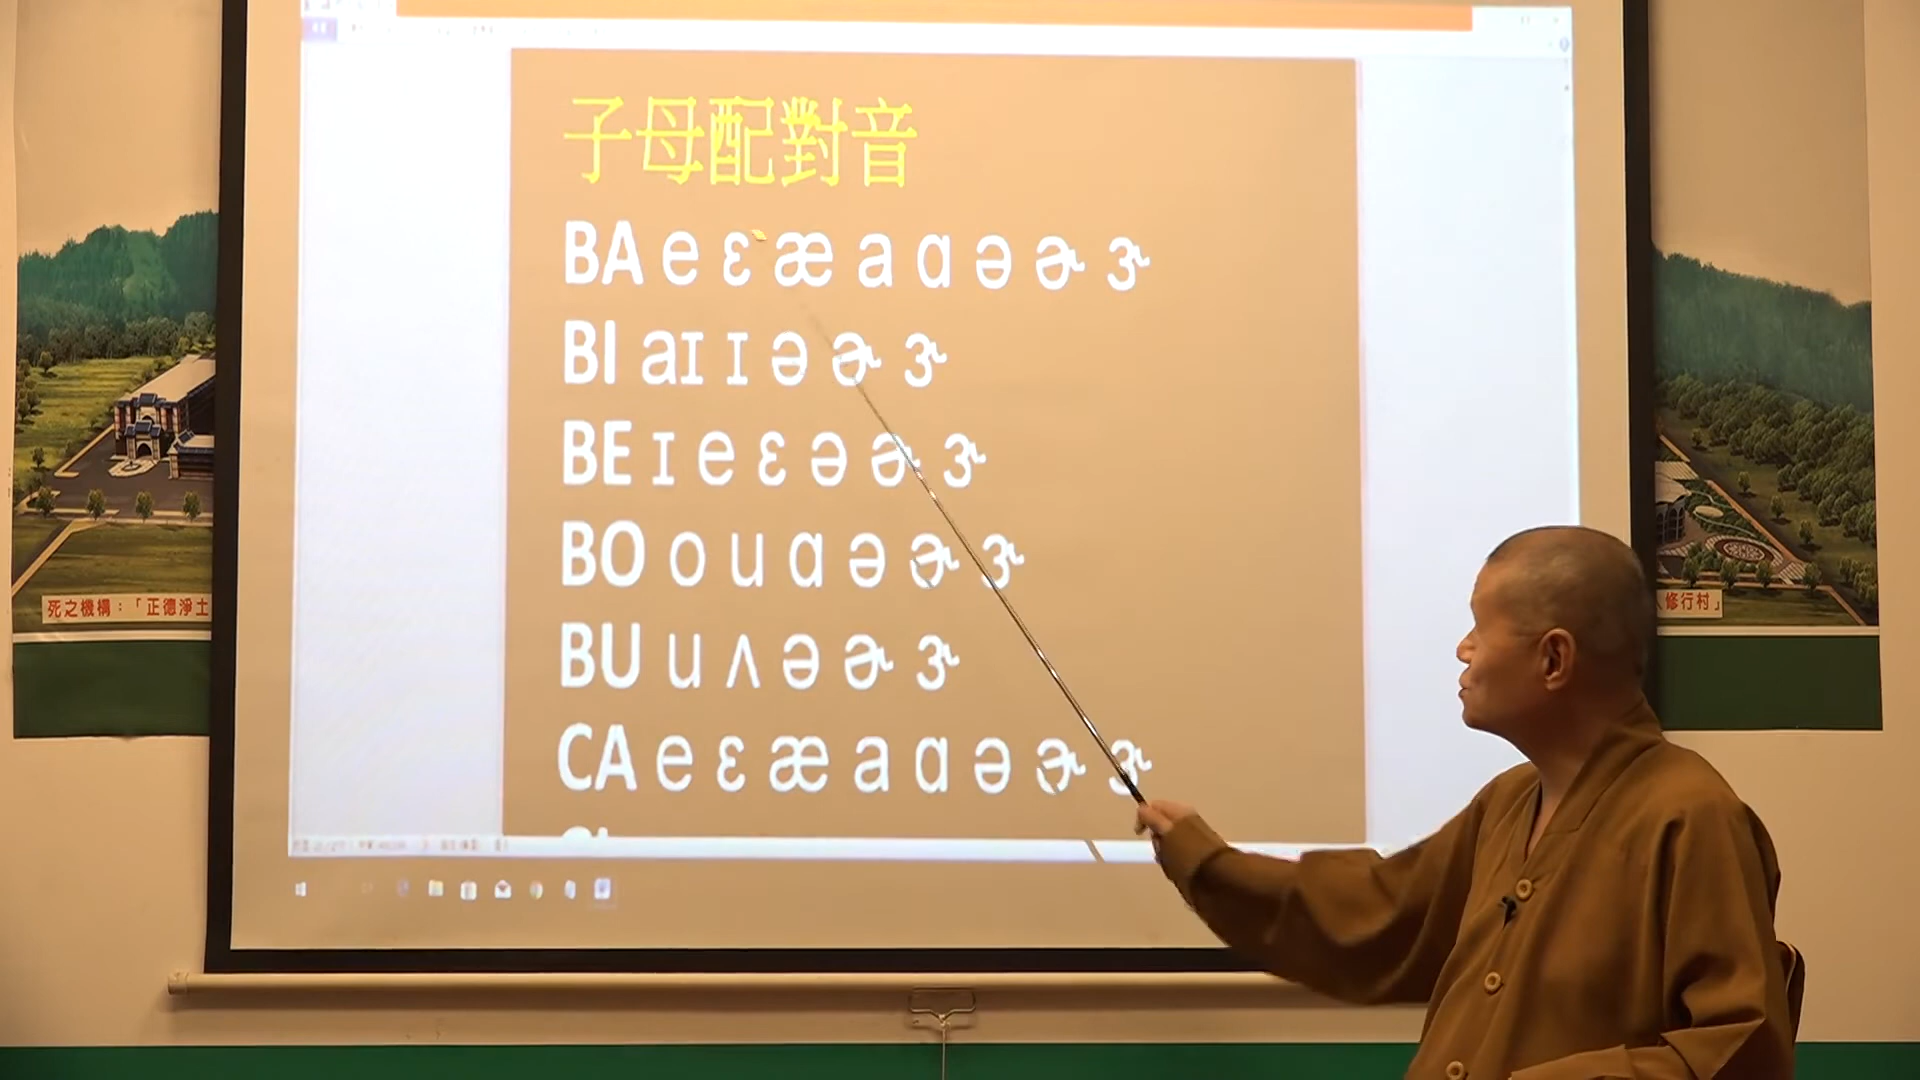 子母配對音
BA e ɛ æ a ɑ ə ɚ ɝ
BI aɪ ɪ ə ɚ ɝ
BE ɪ e ɛ ə ɚ ɝ
BO o u ɑ ə ɚ ɝ
BU u ʌ ə ɚ ɝ
CA e ɛ æ a ɑ ə ɚ ɝ
死之機構：「正德淨土
人修行村」